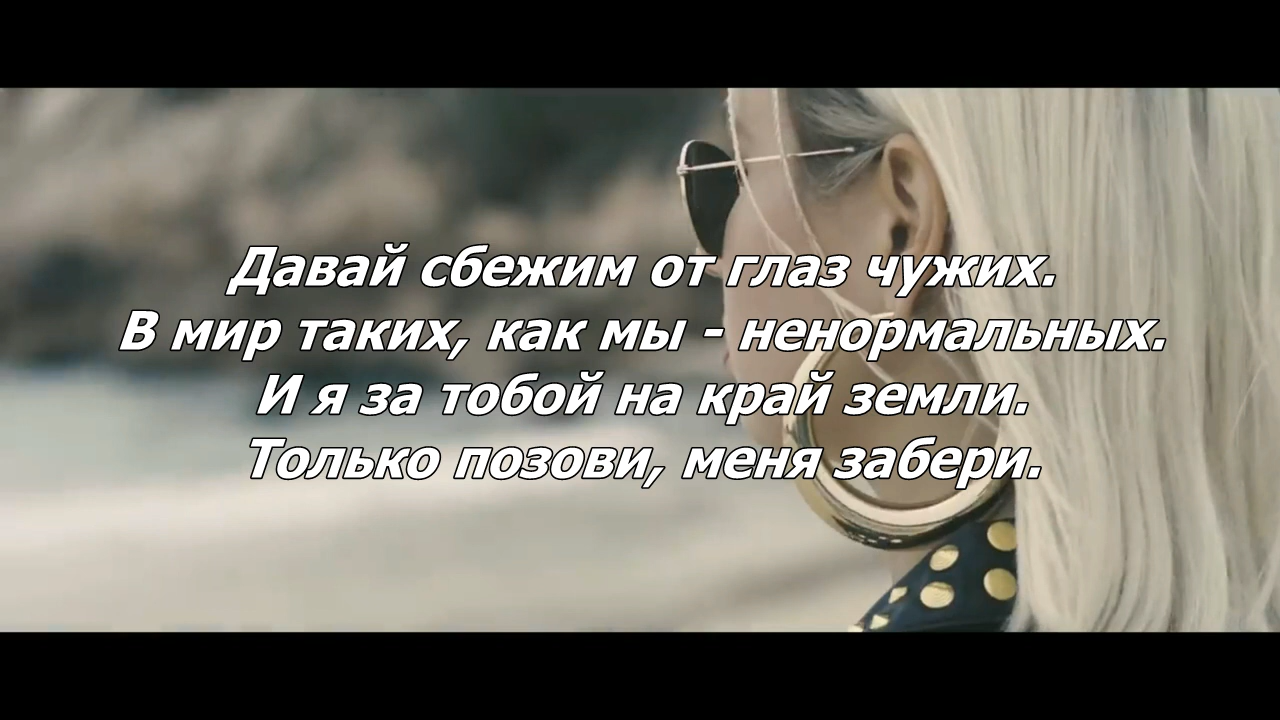 Давай сбежим от глаз чужих.
В мир таких, как мы - ненормальных.
И я за тобой на край земли.
Только позови, меня забери.